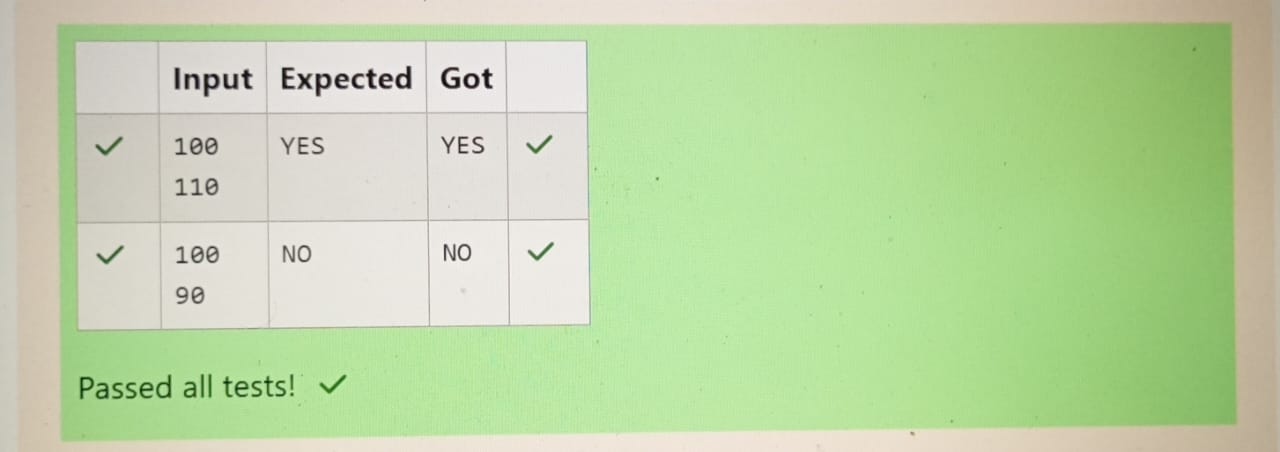 Input Expected Got
100 YES YES
110
100 NO NO
90
Passed all tests!